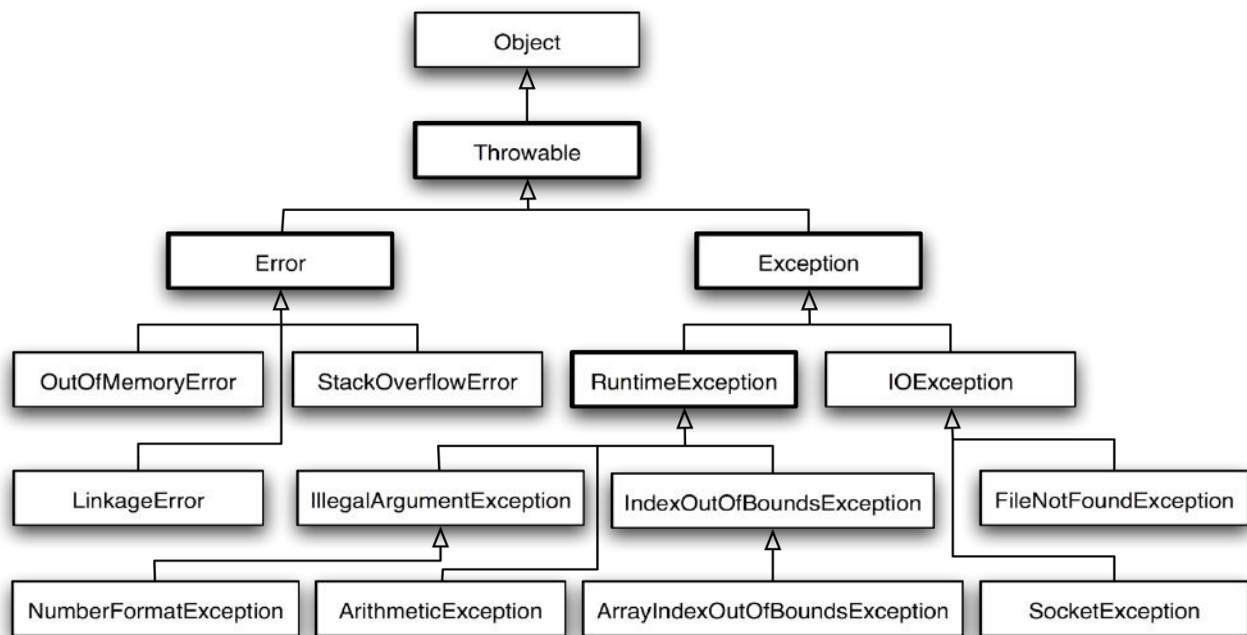 Object
Throwable
Error
Exception
OutOfMemoryError
StackOverflowError
RuntimeException
IOException
LinkageError
IllegalArgumentException
IndexOutOfBoundsException
FileNotFoundException
NumberFormatException
ArithmeticException
ArrayIndexOutOfBoundsException
SocketException